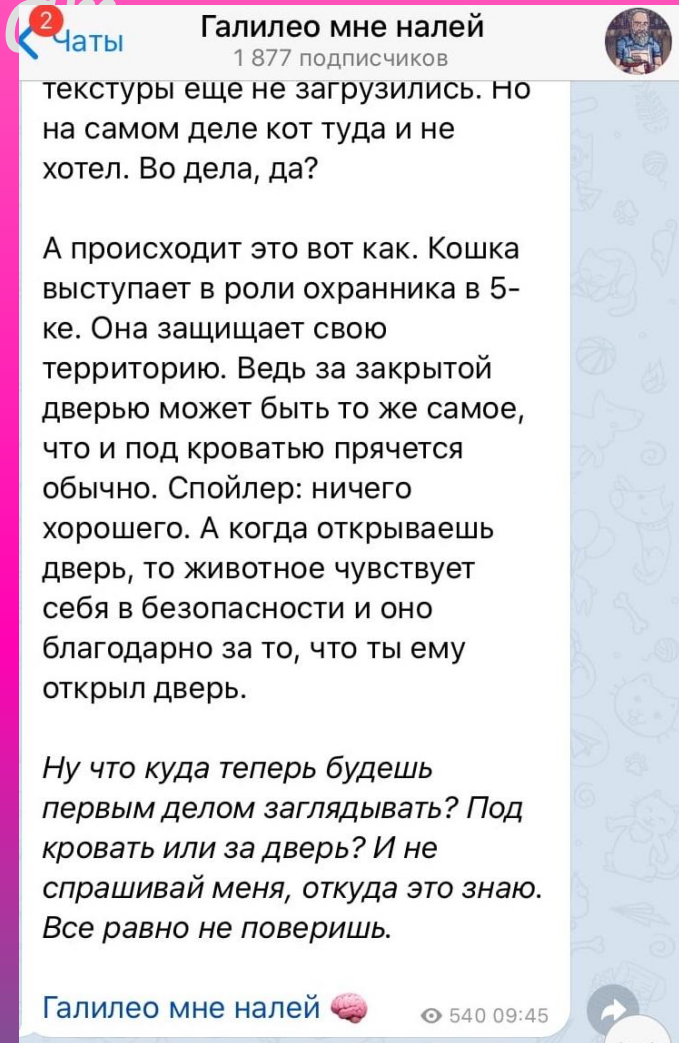 2
Чаты
Галилео мне налей
1 877 подписчиков
текстуры еще не загрузились. Но
на самом деле кот туда и не
хотел. Во дела, да?
А происходит это вот как. Кошка
выступает в роли охранника в 5-
ке. Она защищает свою
территорию. Ведь за закрытой
дверью может быть то же самое,
что и под кроватью прячется
обычно. Спойлер: ничего
хорошего. А когда открываешь
дверь, то животное чувствует
себя в безопасности и оно
благодарно за то, что ты ему
открыл дверь.
Ну что куда теперь будешь
первым делом заглядывать? Под
кровать или за дверь? И не
спрашивай меня, откуда это знаю.
Все равно не поверишь.
Галилео мне налей 🧠
540 09:45